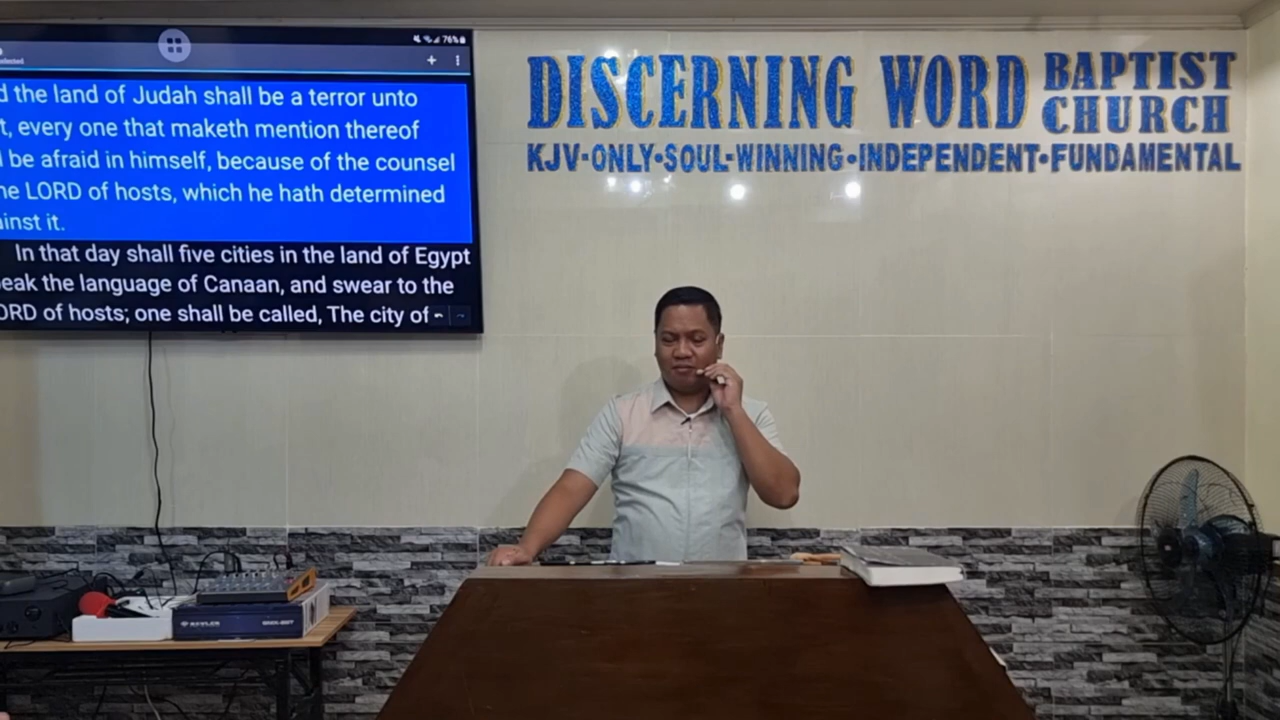 76%
d the land of Judah shall be a terror unto
t, every one that maketh mention thereof
l be afraid in himself, because of the counsel
he LORD of hosts, which he hath determined
ainst it.
In that day shall five cities in the land of Egypt
eak the language of Canaan, and swear to the
ORD of hosts; one shall be called, The city of
DISCERNING WORD BAPTIST CHURCH
KJV-ONLY•SOUL-WINNING•INDEPENDENT•FUNDAMENTAL